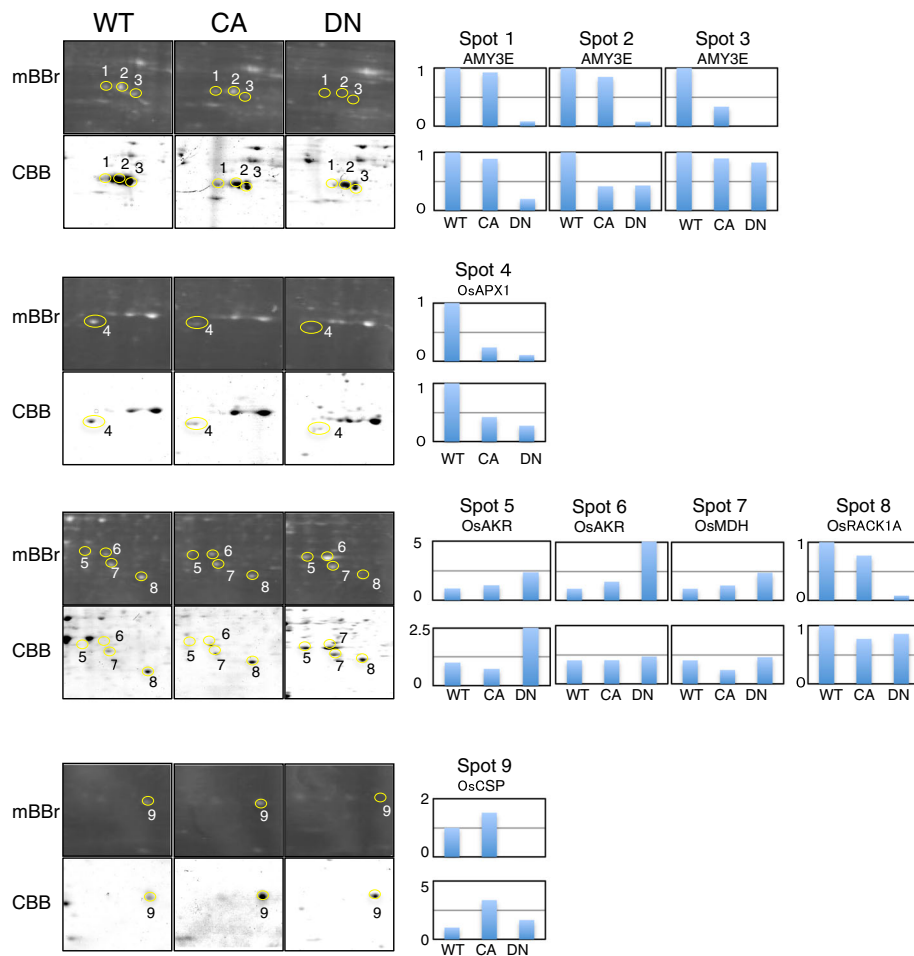 WT CA DN
mBBr
1 2 3
1 2 3
1 2 3
CBB
1 2 3
1 2 3
1 2 3
Spot 1
AMY3E
Spot 2
AMY3E
Spot 3
AMY3E
1
0
1
0
WT CA DN
WT CA DN
WT CA DN
mBBr
4
4
4
CBB
4
4
4
Spot 4
OsAPX1
1
0
1
0
WT CA DN
mBBr
5 6 7 8
5 6 7 8
5 6 7 8
CBB
5 6 7 8
5 6 7 8
5 7 7 8
Spot 5
OsAKR
Spot 6
OsAKR
Spot 7
OsMDH
Spot 8
OsRACK1A
5
0
1
0
2.5
0
1
0
WT CA DN
WT CA DN
WT CA DN
WT CA DN
mBBr
9
9
9
CBB
9
9
9
Spot 9
OsCSP
2
0
5
0
WT CA DN